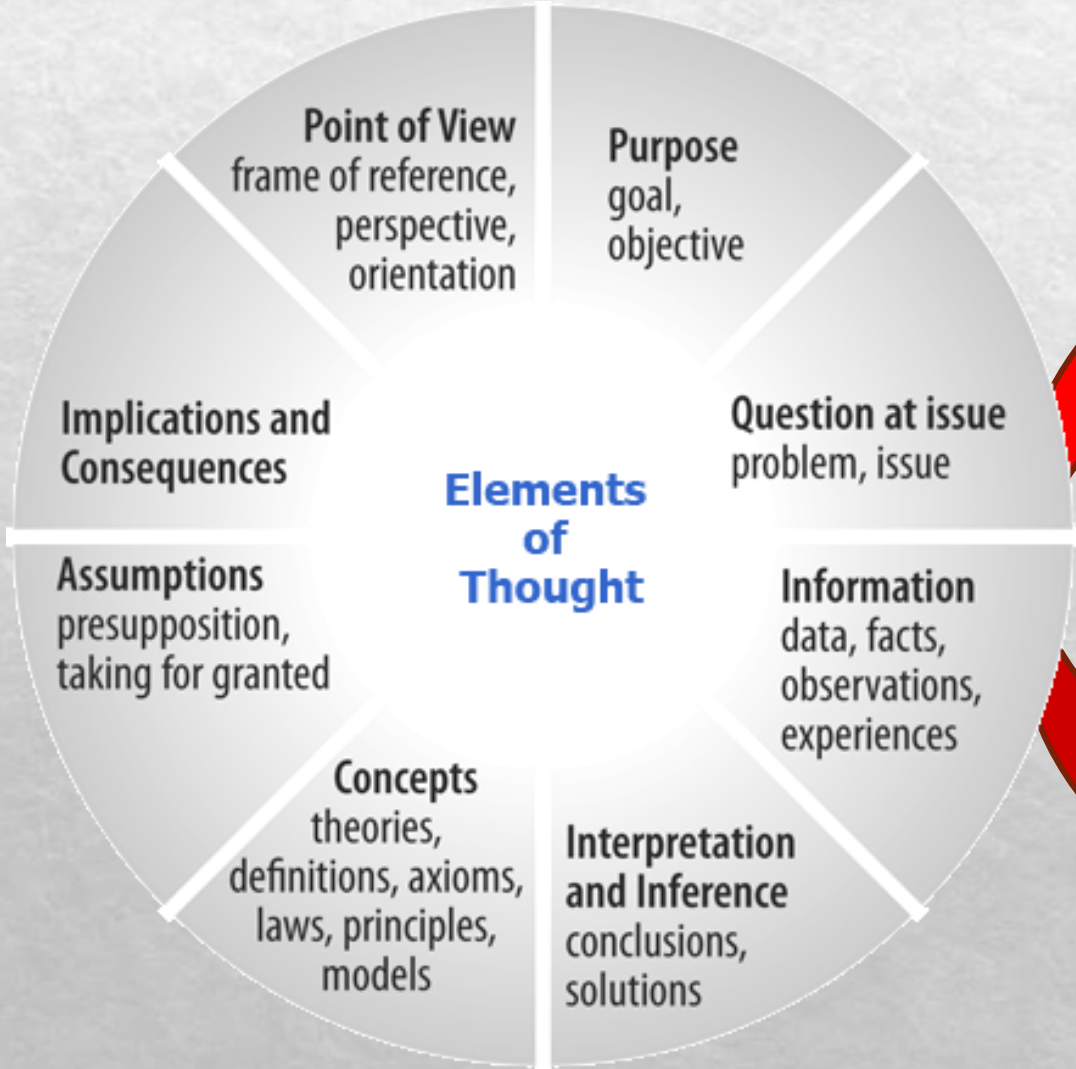 Point of View
frame of reference,
perspective,
orientation
Purpose
goal,
objective
Question at issue
problem, issue
Information
data, facts,
observations,
experiences
Interpretation
and Inference
conclusions,
solutions
Concepts
theories,
definitions, axioms,
laws, principles,
models
Assumptions
presupposition,
taking for granted
Implications and
Consequences
Elements
of
Thought